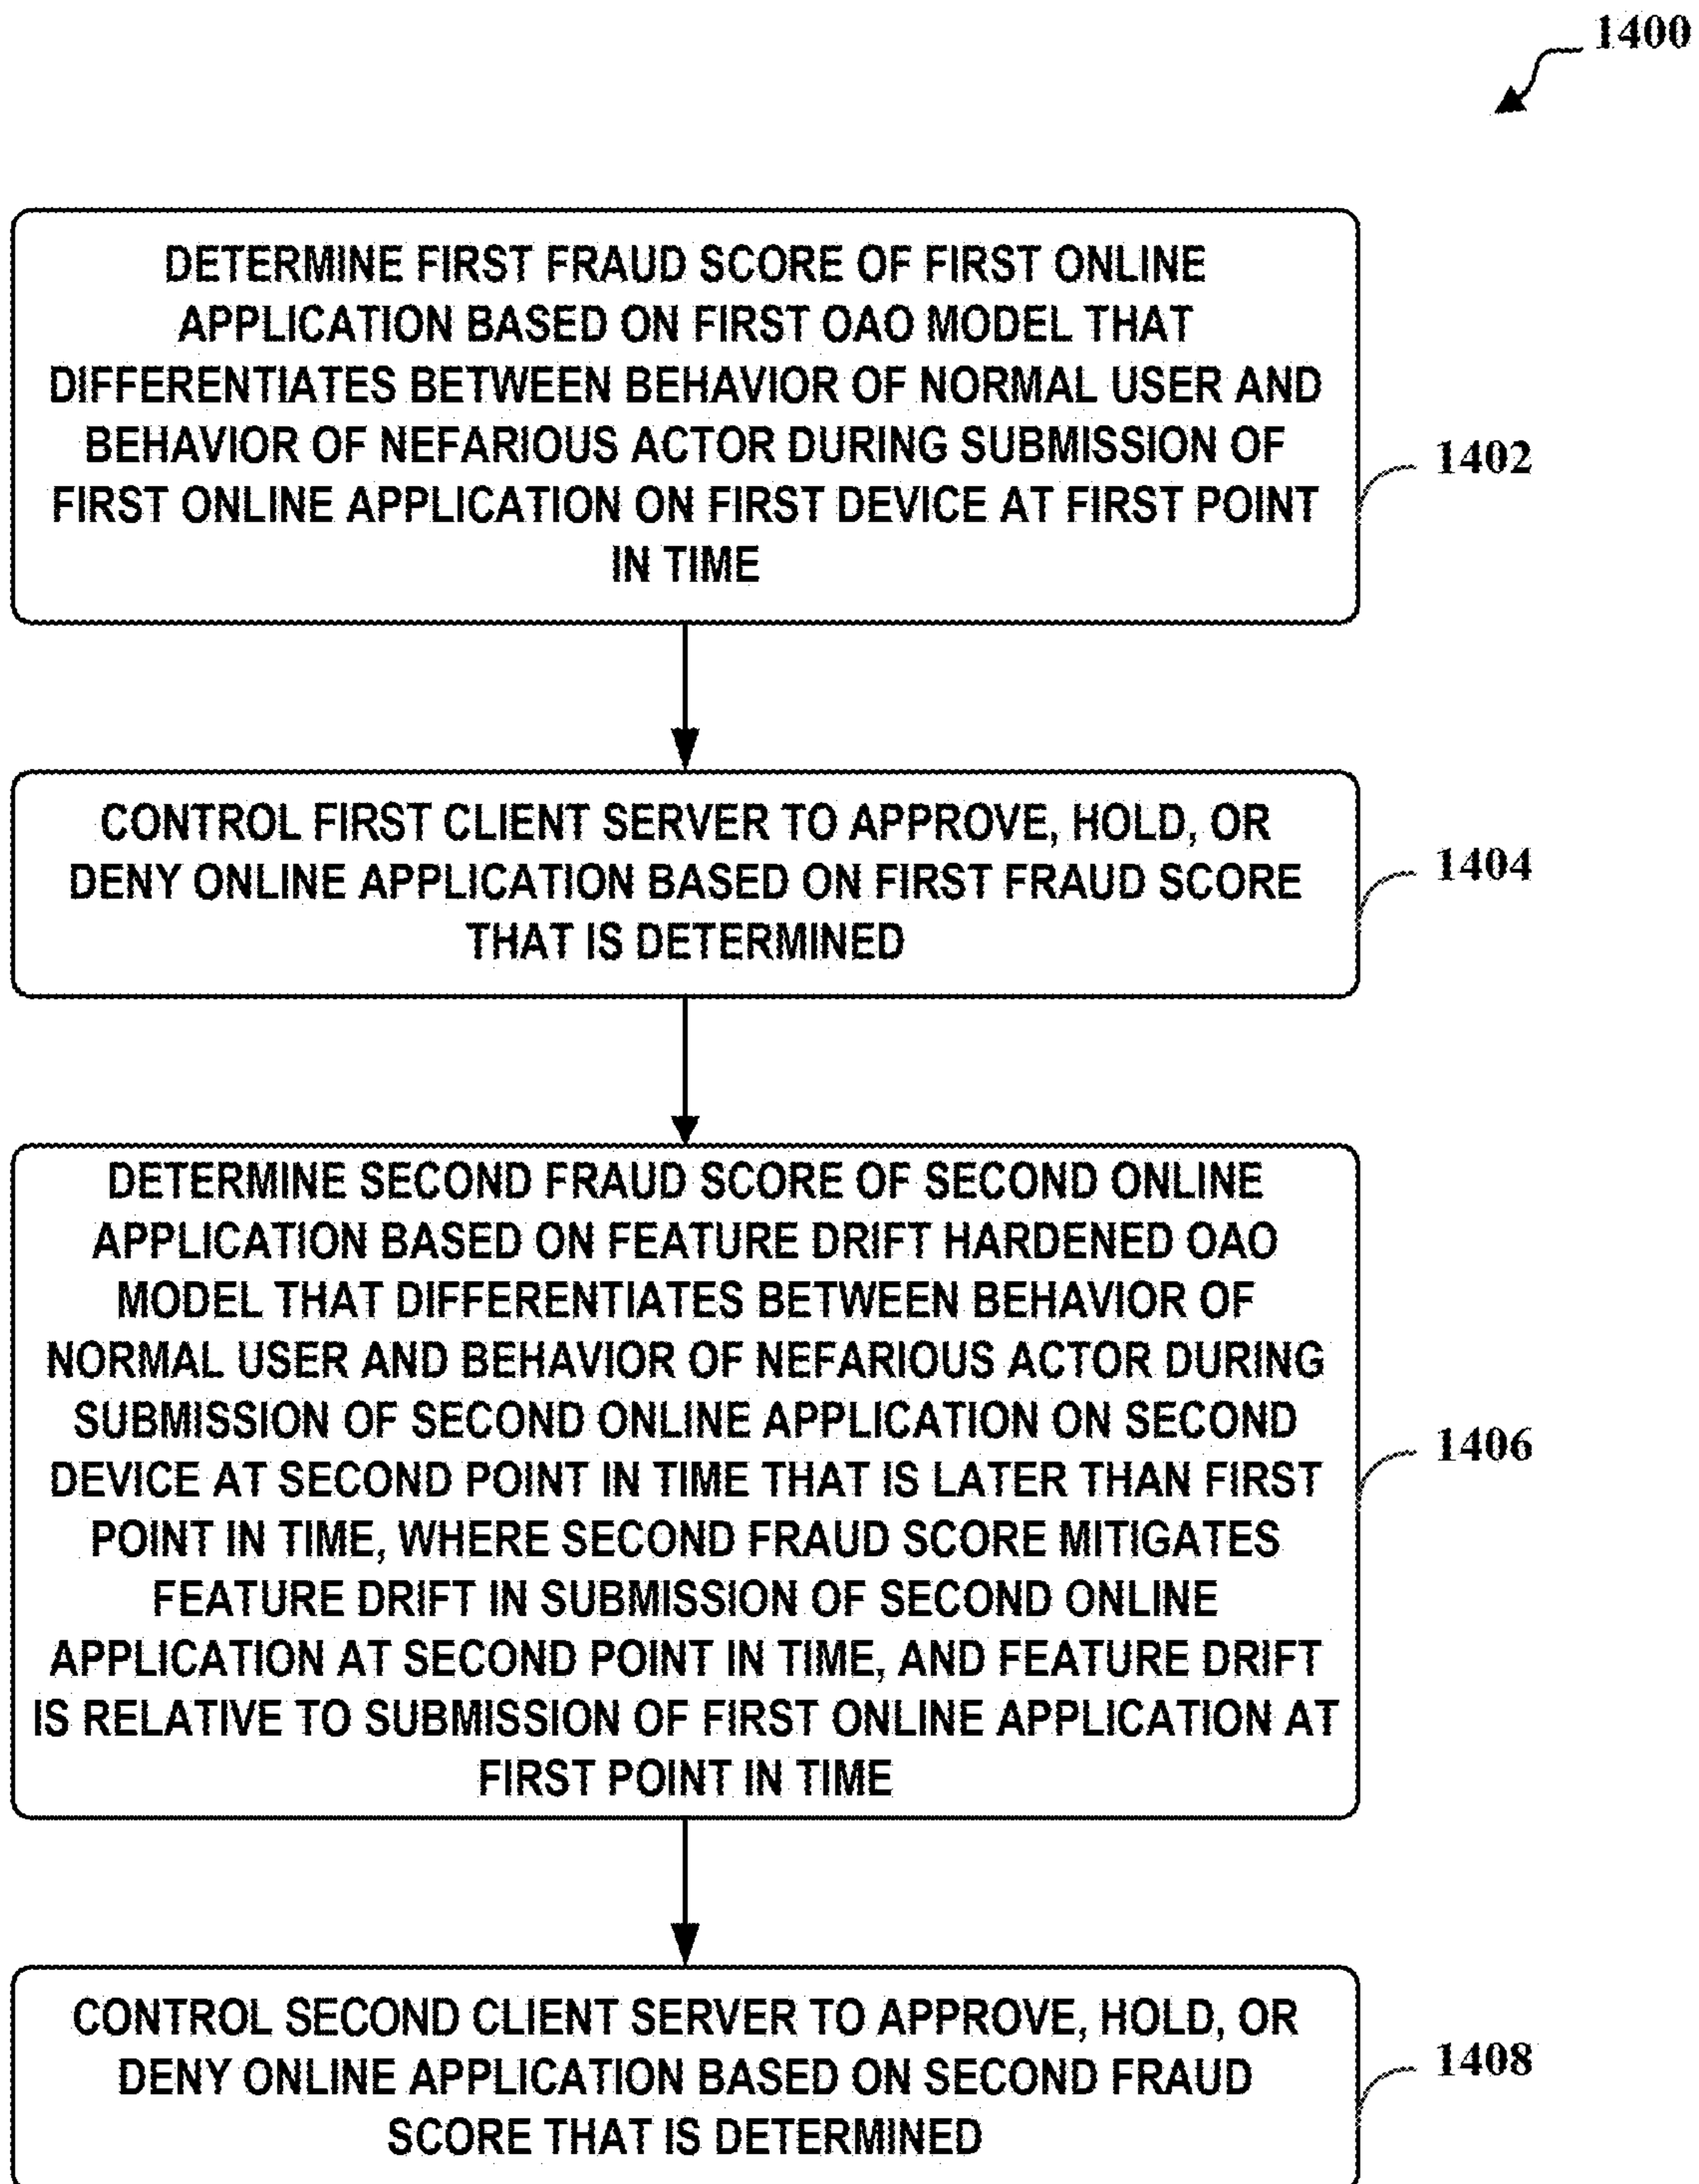 1400
DETERMINE FIRST FRAUD SCORE OF FIRST ONLINE
APPLICATION BASED ON FIRST OAO MODEL THAT
DIFFERENTIATES BETWEEN BEHAVIOR OF NORMAL USER AND
BEHAVIOR OF NEFARIOUS ACTOR DURING SUBMISSION OF
FIRST ONLINE APPLICATION ON FIRST DEVICE AT FIRST POINT
IN TIME
1402
CONTROL FIRST CLIENT SERVER TO APPROVE, HOLD, OR
DENY ONLINE APPLICATION BASED ON FIRST FRAUD SCORE
THAT IS DETERMINED
1404
DETERMINE SECOND FRAUD SCORE OF SECOND ONLINE
APPLICATION BASED ON FEATURE DRIFT HARDENED OAO
MODEL THAT DIFFERENTIATES BETWEEN BEHAVIOR OF
NORMAL USER AND BEHAVIOR OF NEFARIOUS ACTOR DURING
SUBMISSION OF SECOND ONLINE APPLICATION ON SECOND
DEVICE AT SECOND POINT IN TIME THAT IS LATER THAN FIRST
POINT IN TIME, WHERE SECOND FRAUD SCORE MITIGATES
FEATURE DRIFT IN SUBMISSION OF SECOND ONLINE
APPLICATION AT SECOND POINT IN TIME, AND FEATURE DRIFT
IS RELATIVE TO SUBMISSION OF FIRST ONLINE APPLICATION AT
FIRST POINT IN TIME
1406
CONTROL SECOND CLIENT SERVER TO APPROVE, HOLD, OR
DENY ONLINE APPLICATION BASED ON SECOND FRAUD
SCORE THAT IS DETERMINED
1408